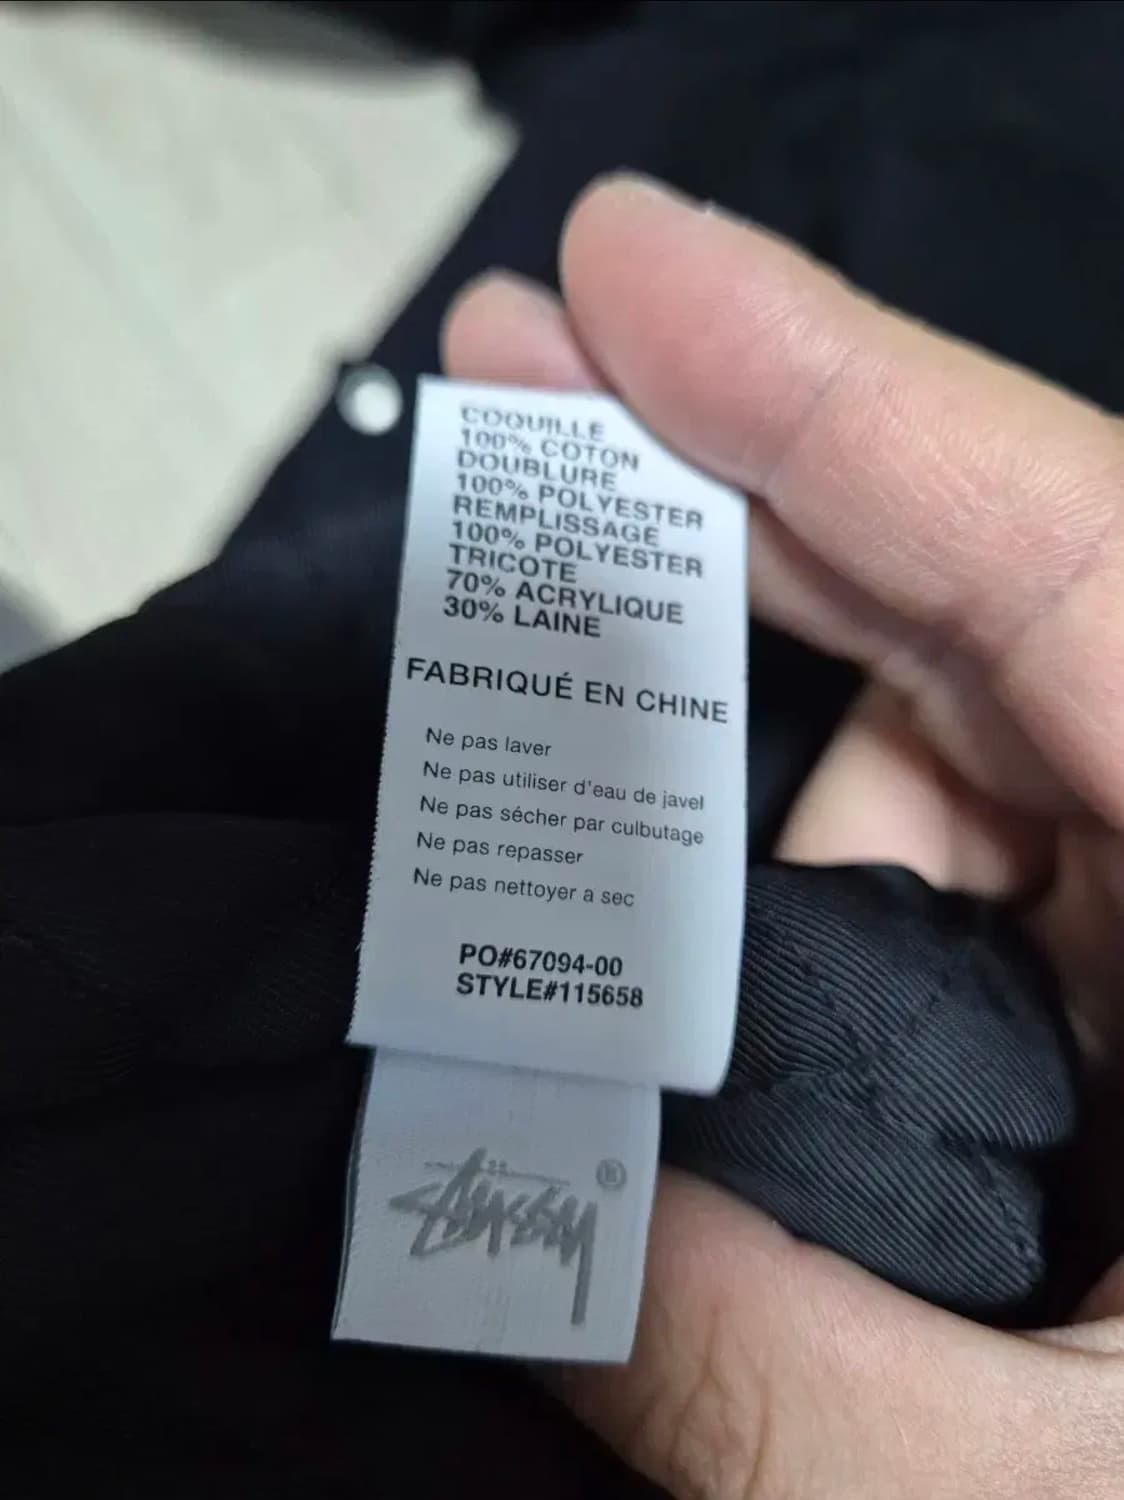 COQUILLE
100% COTON
DOUBLURE
100% POLYESTER
REMPLISSAGE
100% POLYESTER
TRICOTE
70% ACRYLIQUE
30% LAINE
FABRIQUÉ EN CHINE
Ne pas laver
Ne pas utiliser d'eau de javel
Ne pas sécher par culbutage
Ne pas repasser
Ne pas nettoyer a sec
PO#67094-00
STYLE#115658
Stüssy ®